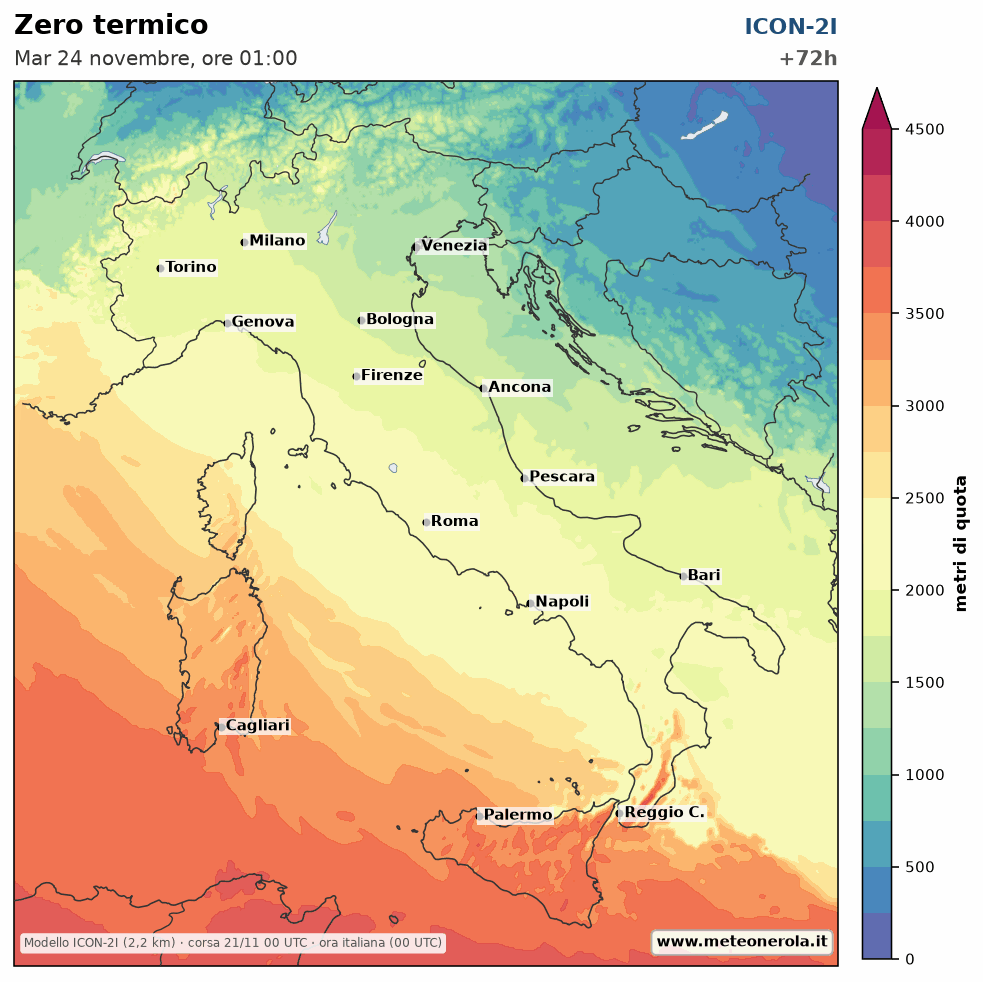 Zero termico
ICON-2I
Mar 24 novembre, ore 01:00
+72h
Milano
Venezia
Torino
Genova
Bologna
Firenze
Ancona
Pescara
Roma
Bari
Napoli
Cagliari
Palermo
Reggio C.
4500
4000
3500
3000
2500
2000
1500
1000
500
0
metri di quota
Modello ICON-2I (2,2 km) · corsa 21/11 00 UTC · ora italiana (00 UTC)
www.meteonerola.it